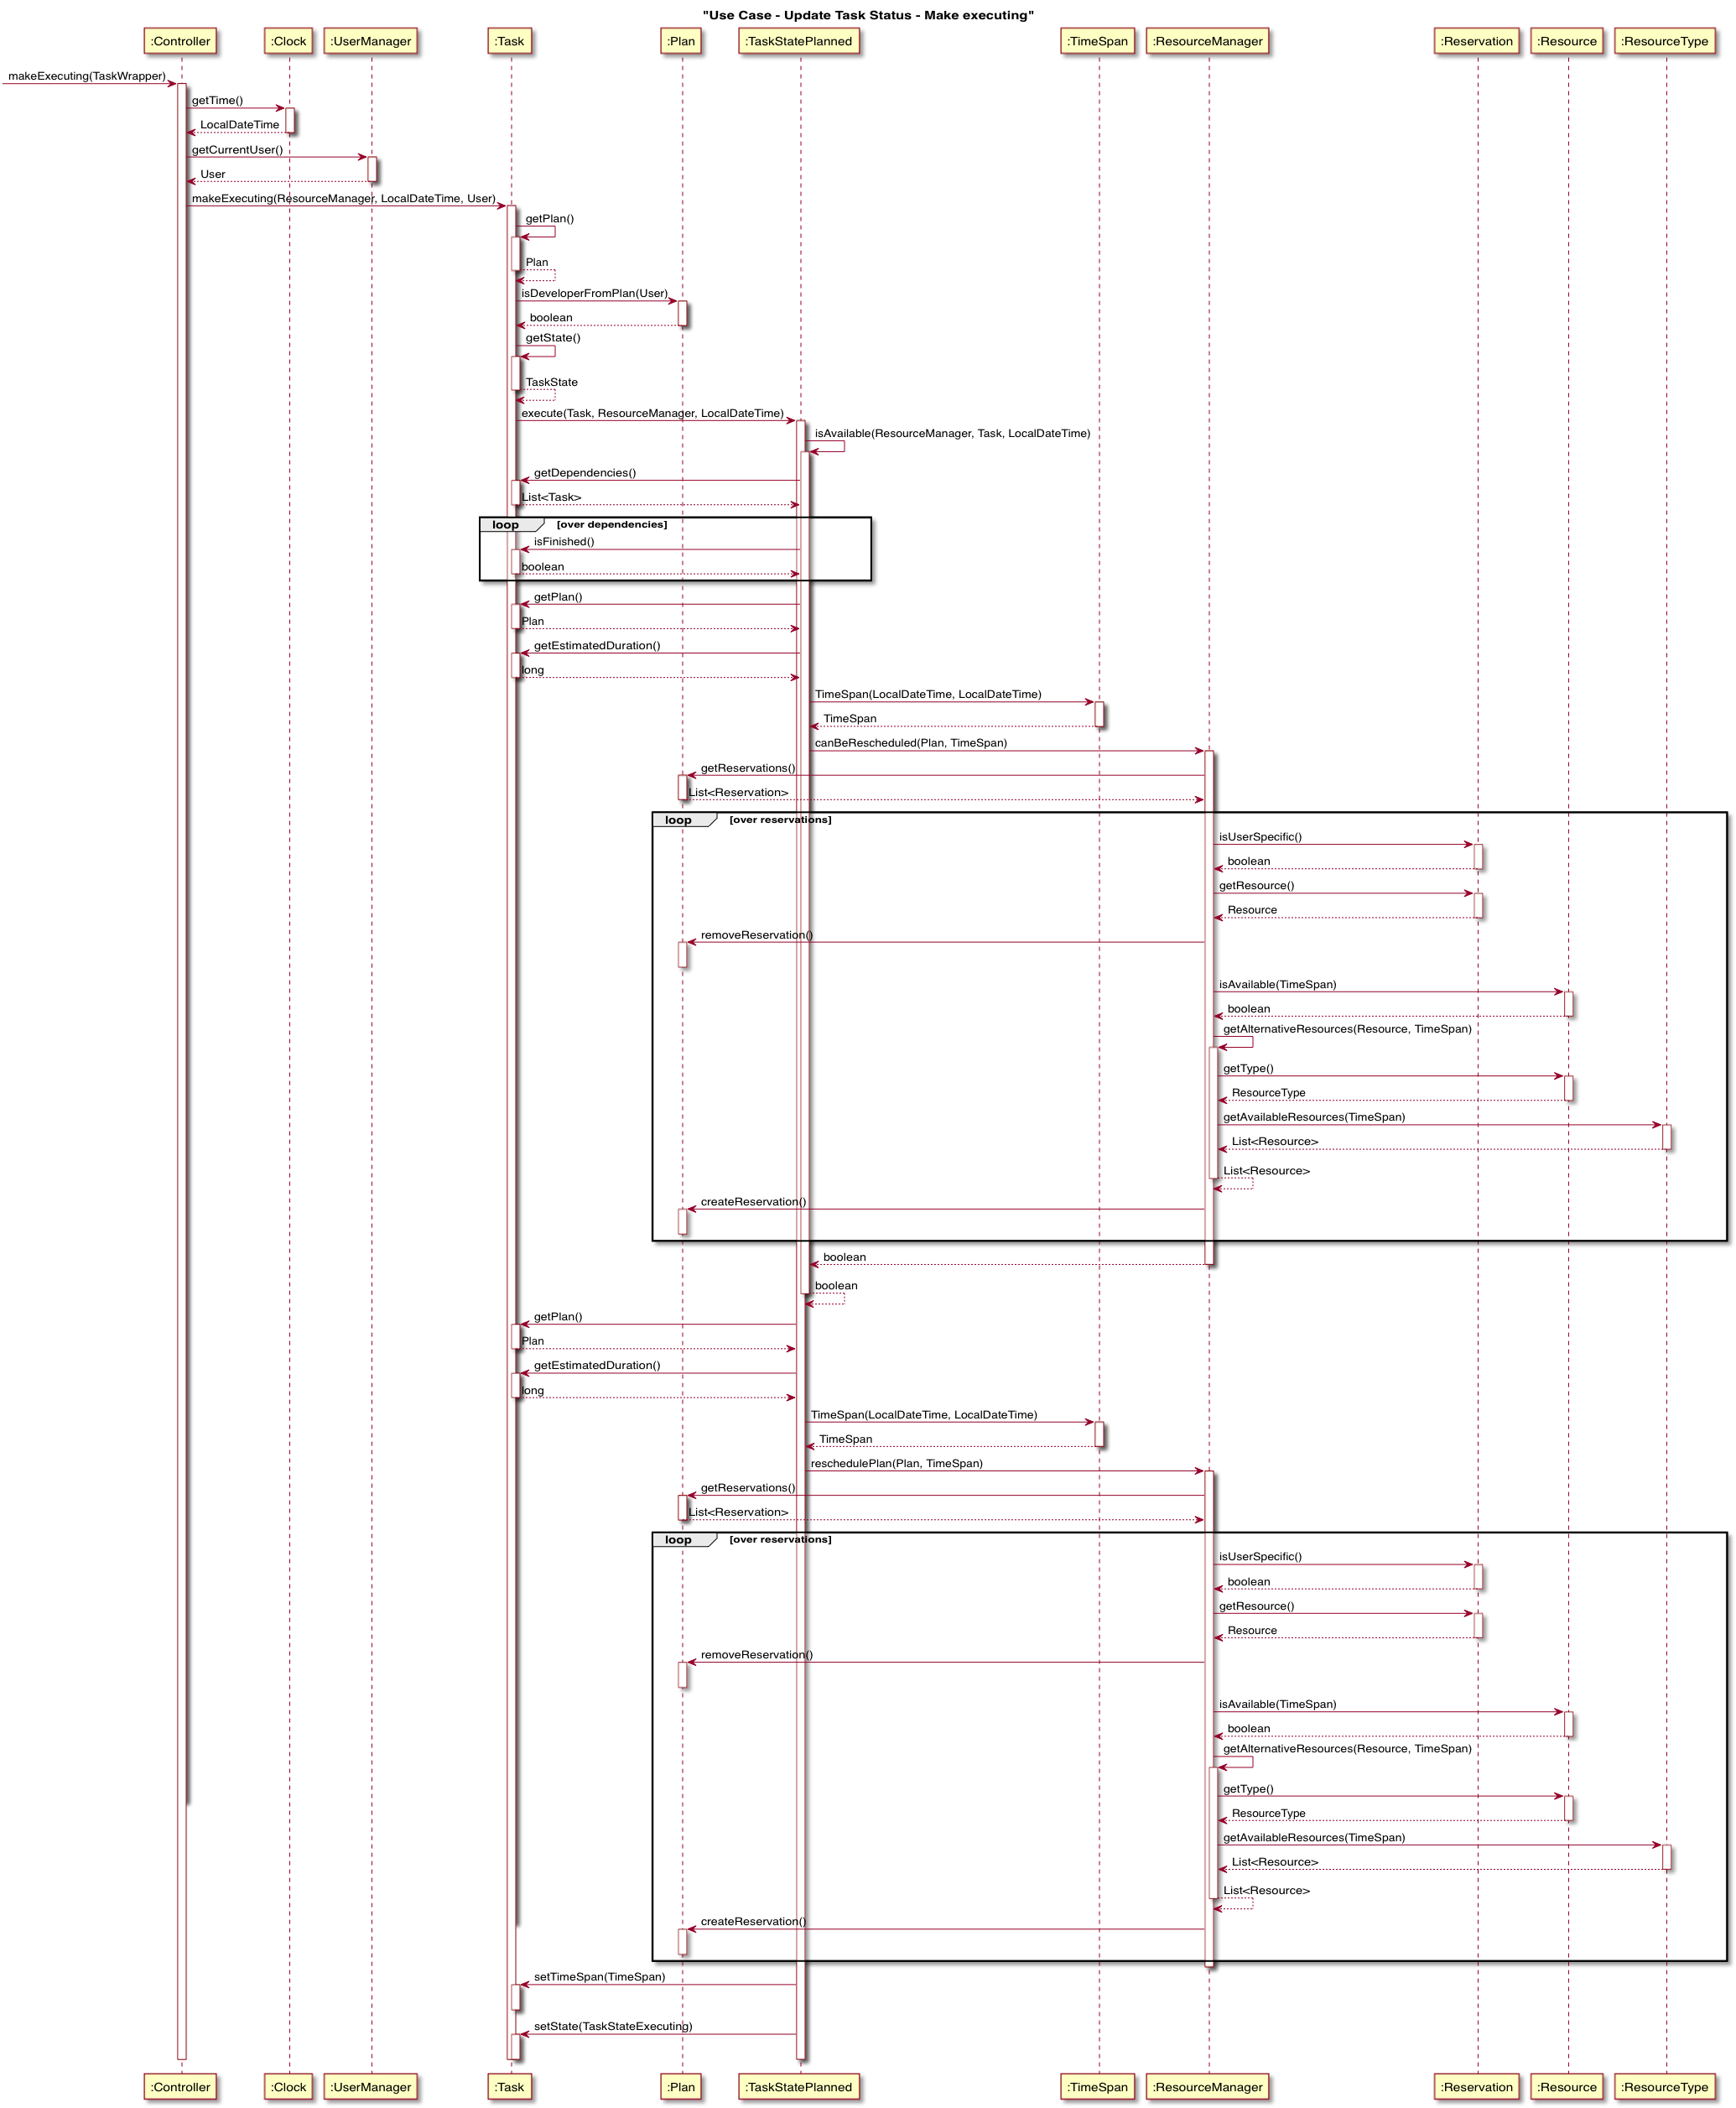 "Use Case - Update Task Status - Make executing"
:Controller :Clock :UserManager :Task :Plan :TaskStatePlanned :TimeSpan :ResourceManager :Reservation :Resource :ResourceType
makeExecuting(TaskWrapper)
getTime()
LocalDateTime
getCurrentUser()
User
makeExecuting(ResourceManager, LocalDateTime, User)
getPlan()
Plan
isDeveloperFromPlan(User)
boolean
getState()
TaskState
execute(Task, ResourceManager, LocalDateTime)
isAvailable(ResourceManager, Task, LocalDateTime)
getDependencies()
List<Task>
loop [over dependencies]
isFinished()
boolean
getPlan()
Plan
getEstimatedDuration()
long
TimeSpan(LocalDateTime, LocalDateTime)
TimeSpan
canBeRescheduled(Plan, TimeSpan)
getReservations()
List<Reservation>
loop [over reservations]
isUserSpecific()
boolean
getResource()
Resource
removeReservation()
isAvailable(TimeSpan)
boolean
getAlternativeResources(Resource, TimeSpan)
getType()
ResourceType
getAvailableResources(TimeSpan)
List<Resource>
List<Resource>
createReservation()
boolean
boolean
getPlan()
Plan
getEstimatedDuration()
long
TimeSpan(LocalDateTime, LocalDateTime)
TimeSpan
reschedulePlan(Plan, TimeSpan)
getReservations()
List<Reservation>
loop [over reservations]
isUserSpecific()
boolean
getResource()
Resource
removeReservation()
isAvailable(TimeSpan)
boolean
getAlternativeResources(Resource, TimeSpan)
getType()
ResourceType
getAvailableResources(TimeSpan)
List<Resource>
List<Resource>
createReservation()
setTimeSpan(TimeSpan)
setState(TaskStateExecuting)
:Controller :Clock :UserManager :Task :Plan :TaskStatePlanned :TimeSpan :ResourceManager :Reservation :Resource :ResourceType